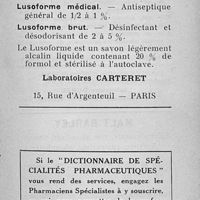 Lusoforme médical. — Antiseptique
général de 1/2 à 1 %.
Lusoforme brut. — Désinfectant et
désodorisant de 2 à 5 %.
Le Lusoforme est un savon légèrement
alcalin liquide contenant 20 % de
formol et stérilisé à l'autoclave.
Laboratoires CARTERET
15, Rue d'Argenteuil — PARIS
Si le "DICTIONNAIRE DE SPÉ-
CIALITÉS PHARMACEUTIQUES"
vous rend des services, engagez les
Pharmaciens Spécialistes à y souscrire,